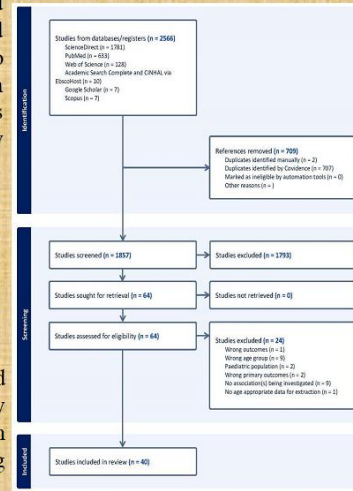 Identification
Studies from databases/registers (n = 2566)
ScienceDirect (n = 1781)
PubMed (n = 633)
Web of Science (n = 128)
Academic Search Complete and CINHAL via
EbscoHost (n = 10)
Google Scholar (n = 7)
Scopus (n = 7)
References removed (n = 709)
Duplicates identified manually (n = 2)
Duplicates identified by Covidence (n = 707)
Marked as ineligible by automation tools (n = 0)
Other reasons (n = )
Screening
Studies screened (n = 1857)
Studies excluded (n = 1793)
Studies sought for retrieval (n = 64)
Studies not retrieved (n = 0)
Studies assessed for eligibility (n = 64)
Studies excluded (n = 24)
Wrong outcomes (n = 1)
Wrong age group (n = 9)
Paediatric population (n = 2)
Wrong primary outcomes (n = 2)
No association(s) being investigated (n = 9)
No age appropriate data for extraction (n = 1)
Included
Studies included in review (n = 40)